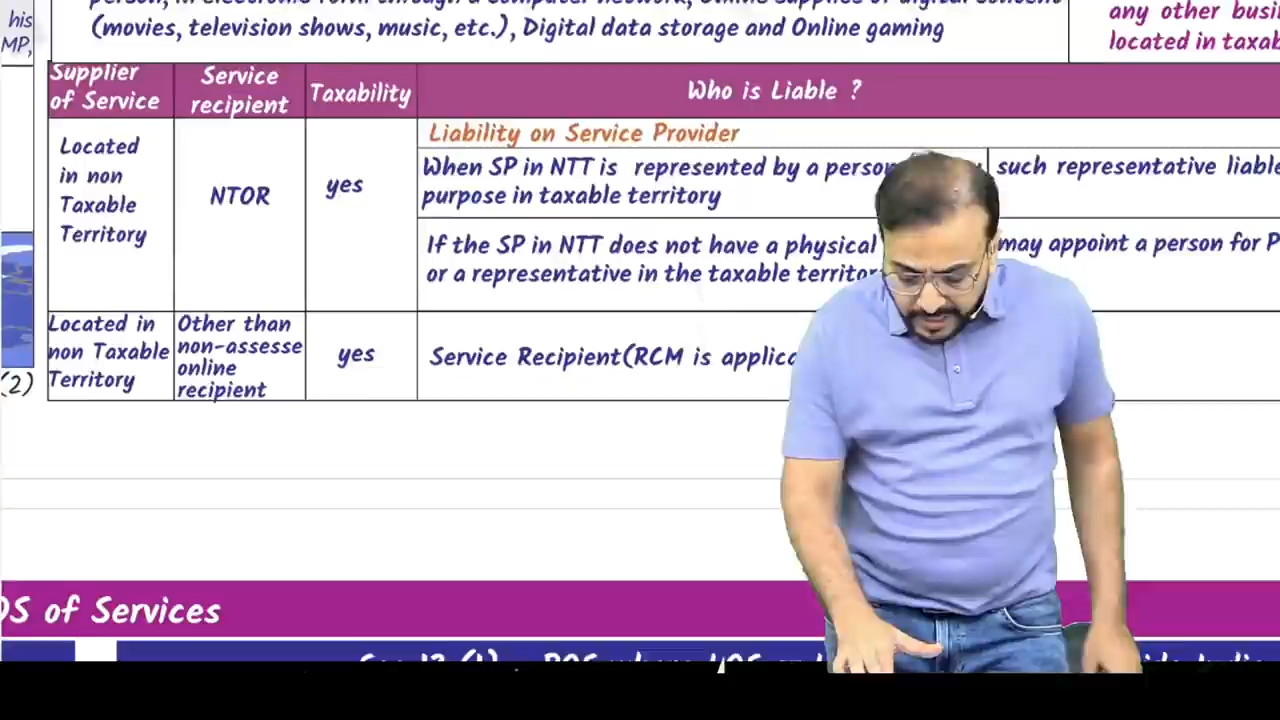 his
MP,
(movies, television shows, music, etc.), Digital data storage and Online gaming
any other busi
located in taxab
Supplier of Service
Service recipient
Taxability
Who is Liable ?
Located in non Taxable Territory
NTOR
yes
Liability on Service Provider
When SP in NTT is represented by a person
purpose in taxable territory
such representative liable
If the SP in NTT does not have a physical
or a representative in the taxable territor
may appoint a person for P
Located in non Taxable Territory
Other than non-assesse online recipient
yes
Service Recipient(RCM is applica
(2)
OS of Services